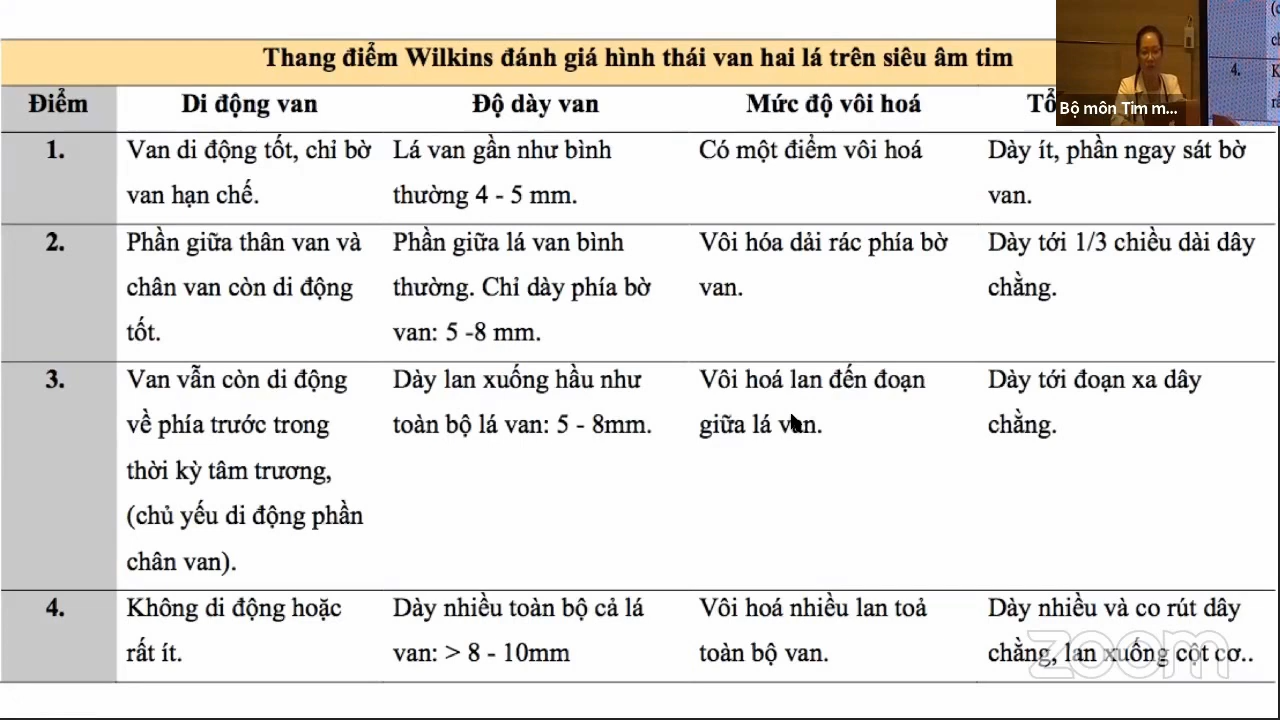 Thang điểm Wilkins đánh giá hình thái van hai lá trên siêu âm tim
Điểm
Di động van
Độ dày van
Mức độ vôi hoá
1.
Van di động tốt, chỉ bờ
van hạn chế.
Lá van gần như bình
thường 4 - 5 mm.
Có một điểm vôi hoá
Dày ít, phần ngay sát bờ
van.
2.
Phần giữa thân van và
chân van còn di động
tốt.
Phần giữa lá van bình
thường. Chỉ dày phía bờ
van: 5 -8 mm.
Vôi hóa dải rác phía bờ
van.
Dày tới 1/3 chiều dài dây
chằng.
3.
Van vẫn còn di động
về phía trước trong
thời kỳ tâm trương,
(chủ yếu di động phần
chân van).
Dày lan xuống hầu như
toàn bộ lá van: 5 - 8mm.
Vôi hoá lan đến đoạn
giữa lá van.
Dày tới đoạn xa dây
chằng.
4.
Không di động hoặc
rất ít.
Dày nhiều toàn bộ cả lá
van: > 8 - 10mm
Vôi hoá nhiều lan toả
toàn bộ van.
Dày nhiều và co rút dây
chằng, lan xuống cột cơ..
Bộ môn Tim m...
4.
zoom